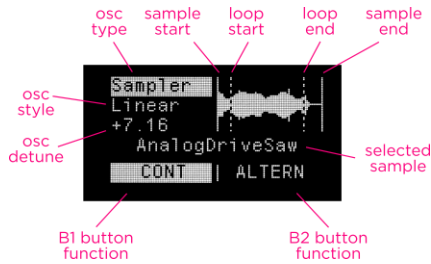 osc
type
sample
start
loop
start
loop
end
sample
end
osc
style
osc
detune
Sampler
Linear
+7.16
AnalogDriveSaw
CONT | ALTERN
selected
sample
B1 button
function
B2 button
function